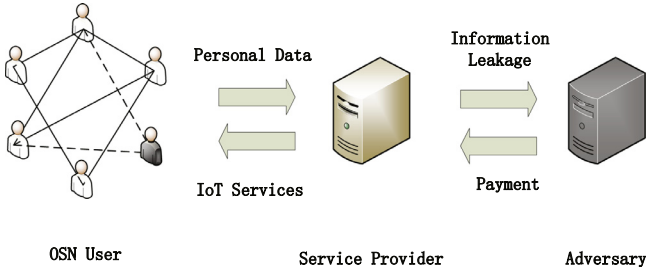 Personal Data
Information
Leakage
IoT Services
Payment
OSN User
Service Provider
Adversary